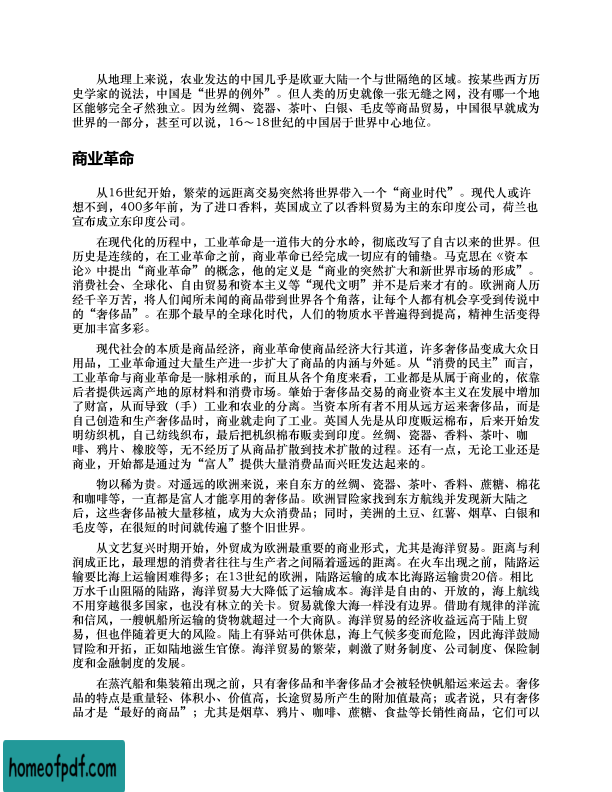 从地理上来说，农业发达的中国几乎是欧亚大陆一个与世隔绝的区域。按某些西方历
史学家的说法，中国是“世界的例外”。但人类的历史就像一张无缝之网，没有哪一个地
区能够完全孑然独立。因为丝绸、瓷器、茶叶、白银、毛皮等商品贸易，中国很早就成为
世界的一部分，甚至可以说，16～18世纪的中国居于世界中心地位。
商业革命
从16世纪开始，繁荣的远距离交易突然将世界带入一个“商业时代”。现代人或许
想不到，400多年前，为了进口香料，英国成立了以香料贸易为主的东印度公司，荷兰也
宣布成立东印度公司。
在现代化的历程中，工业革命是一道伟大的分水岭，彻底改写了自古以来的世界。但
历史是连续的，在工业革命之前，商业革命已经完成一切应有的铺垫。马克思在《资本
论》中提出“商业革命”的概念，他的定义是“商业的突然扩大和新世界市场的形成”。
消费社会、全球化、自由贸易和资本主义等“现代文明”并不是后来才有的。欧洲商人历
经千辛万苦，将人们闻所未闻的商品带到世界各个角落，让每个人都有机会享受到传说中
的“奢侈品”。在那个最早的全球化时代，人们的物质水平普遍得到提高，精神生活变得
更加丰富多彩。
现代社会的本质是商品经济，商业革命使商品经济大行其道，许多奢侈品变成大众日
用品，工业革命通过大量生产进一步扩大了商品的内涵与外延。从“消费的民主”而言，
工业革命与商业革命是一脉相承的，而且从各个角度来看，工业都是从属于商业的，依靠
后者提供远离产地的原材料和消费市场。肇始于奢侈品交易的商业资本主义在发展中增加
了财富，从而导致（手）工业和农业的分离。当资本所有者不用从远方运来奢侈品，而是
自己创造和生产奢侈品时，商业就走向了工业。英国人先是从印度贩运棉布，后来开始发
明纺织机，自己纺线织布，最后把机织棉布贩卖到印度。丝绸、瓷器、香料、茶叶、咖
啡、鸦片、橡胶等，无不经历了从商品扩散到技术扩散的过程。还有一点，无论工业还是
商业，开始都是通过为“富人”提供大量消费品而兴旺发达起来的。
物以稀为贵。对遥远的欧洲来说，来自东方的丝绸、瓷器、茶叶、香料、蔗糖、棉花
和咖啡等，一直都是富人才能享用的奢侈品。欧洲冒险家找到东方航线并发现新大陆之
后，这些奢侈品被大量移植，成为大众消费品；同时，美洲的土豆、红薯、烟草、白银和
毛皮等，在很短的时间就传遍了整个旧世界。
从文艺复兴时期开始，外贸成为欧洲最重要的商业形式，尤其是海洋贸易。距离与利
润成正比，最理想的消费者往往与生产者之间隔着遥远的距离。在火车出现之前，陆路运
输要比海上运输困难得多；在13世纪的欧洲，陆路运输的成本比海路运输贵20倍。相比
万水千山阻隔的陆路，海洋贸易大大降低了运输成本。海洋是自由的、开放的，海上航线
不用穿越很多国家，也没有林立的关卡。贸易就像大海一样没有边界。借助有规律的洋流
和信风，一艘帆船所运输的货物就超过一个大商队。海洋贸易的经济收益远高于陆上贸
易，但也伴随着更大的风险。陆上有驿站可供休息，海上气候多变而危险，因此海洋鼓励
冒险和开拓，正如陆地滋生官僚。海洋贸易的繁荣，刺激了财务制度、公司制度、保险制
度和金融制度的发展。
在蒸汽船和集装箱出现之前，只有奢侈品和半奢侈品才会被轻快帆船运来运去。奢侈
品的特点是重量轻、体积小、价值高，长途贸易所产生的附加值最高；或者说，只有奢侈
品才是“最好的商品”；尤其是烟草、鸦片、咖啡、蔗糖、食盐等长销性商品，它们可以
homeofpdf.com